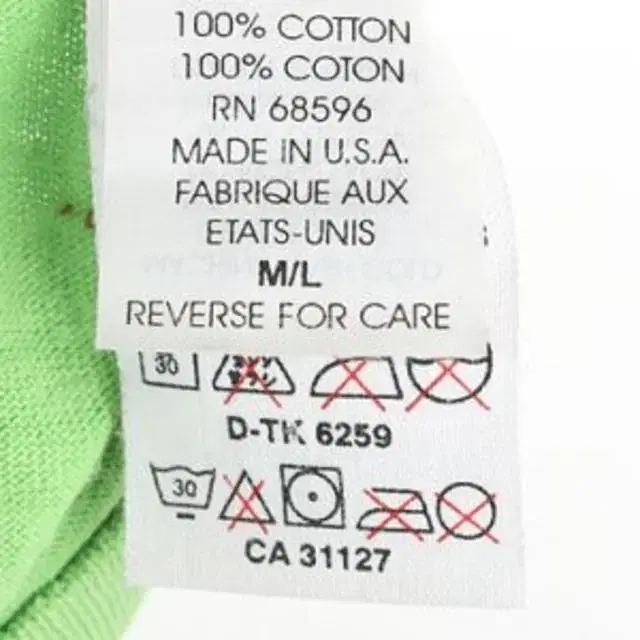 100% COTTON
100% COTON
RN 68596
MADE IN U.S.A.
FABRIQUE AUX
ETATS-UNIS
M/L
REVERSE FOR CARE
30
D-TK 6259
30
CA 31127